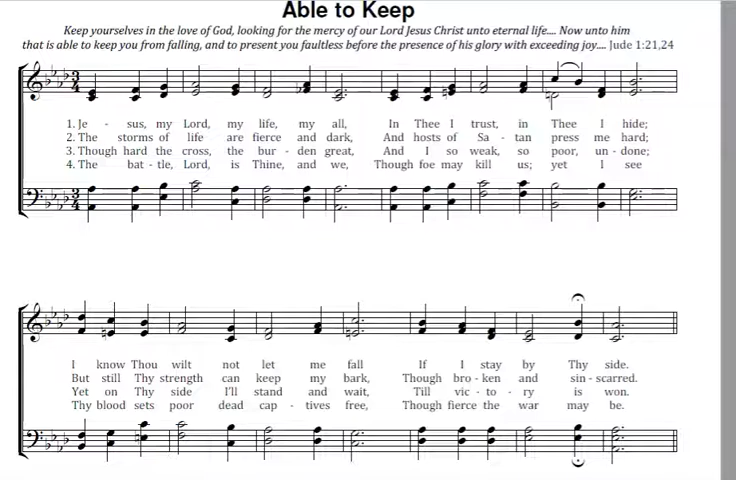 Able to Keep
Keep yourselves in the love of God, looking for the mercy of our Lord Jesus Christ unto eternal life.... Now unto him
that is able to keep you from falling, and to present you faultless before the presence of his glory with exceeding joy.... Jude 1:21,24
3 4
1. Je - sus, my Lord, my life, my all, In Thee I trust, in Thee I hide;
2. The storms of life are fierce and dark, And hosts of Sa - tan press me hard;
3. Though hard the cross, the bur - den great, And I so weak, so poor, un - done;
4. The bat - tle, Lord, is Thine, and we, Though foe may kill us; yet I see
3 4
I know Thou wilt not let me fall If I stay by Thy side.
But still Thy strength can keep my bark, Though bro - ken and sin - scarred.
Yet on Thy side I'll stand and wait, Till vic - to - ry is won.
Thy blood sets poor dead cap - tives free, Though fierce the war may be.